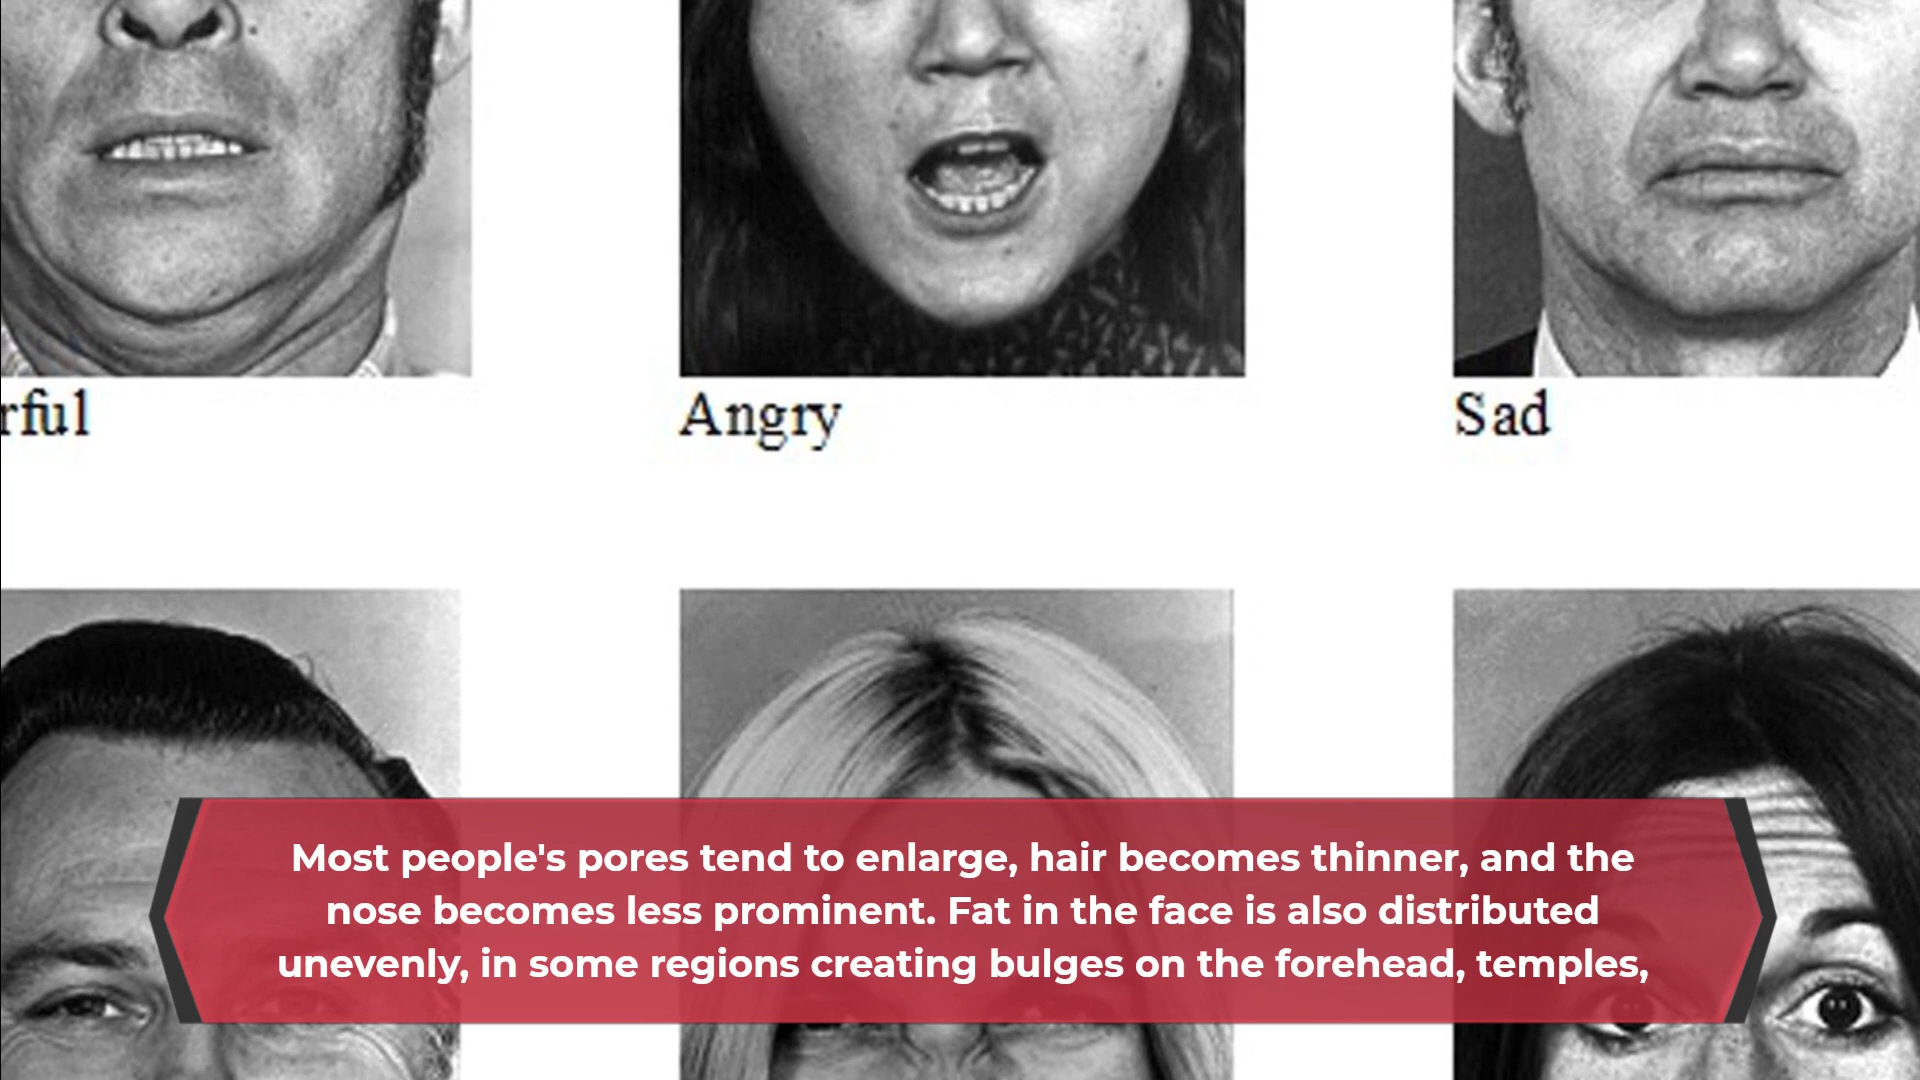 rful
Angry
Sad
Most people's pores tend to enlarge, hair becomes thinner, and the
nose becomes less prominent. Fat in the face is also distributed
unevenly, in some regions creating bulges on the forehead, temples,